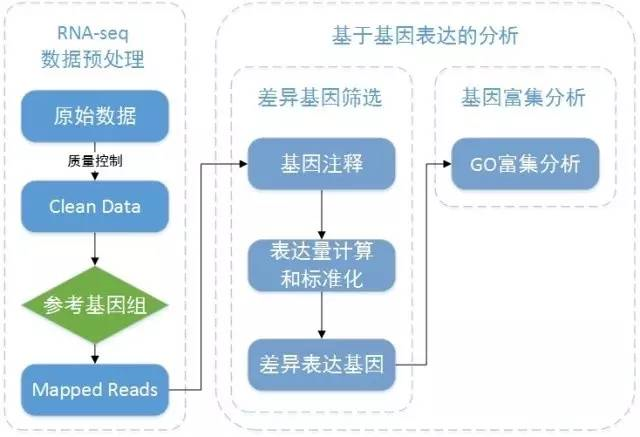 RNA-seq
数据预处理
原始数据
质量控制
Clean Data
参考基因组
Mapped Reads
基于基因表达的分析
差异基因筛选
基因注释
表达量计算
和标准化
差异表达基因
基因富集分析
GO富集分析